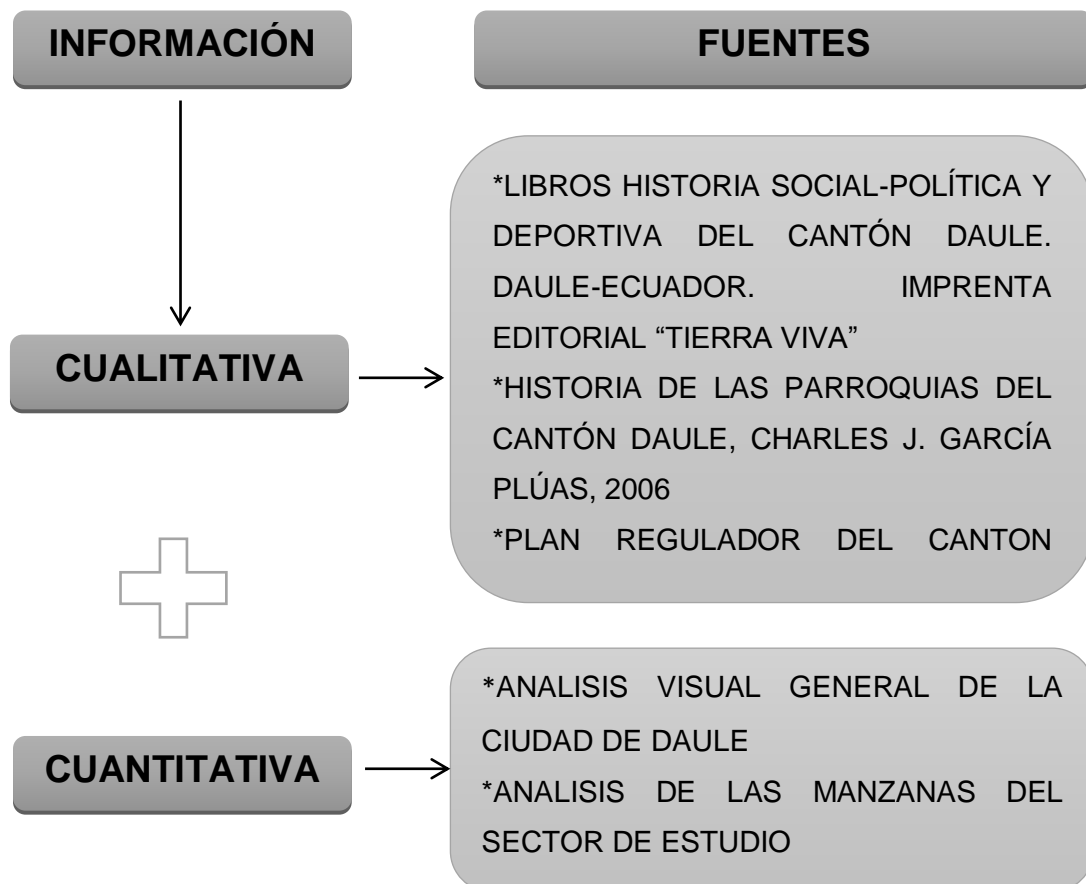 INFORMACIÓN
FUENTES
*LIBROS HISTORIA SOCIAL-POLÍTICA Y
DEPORTIVA DEL CANTÓN DAULE.
DAULE-ECUADOR. IMPRENTA
EDITORIAL “TIERRA VIVA”
*HISTORIA DE LAS PARROQUIAS DEL
CANTÓN DAULE, CHARLES J. GARCÍA
PLÚAS, 2006
*PLAN REGULADOR DEL CANTON
CUALITATIVA
*ANALISIS VISUAL GENERAL DE LA
CIUDAD DE DAULE
*ANALISIS DE LAS MANZANAS DEL
SECTOR DE ESTUDIO
CUANTITATIVA